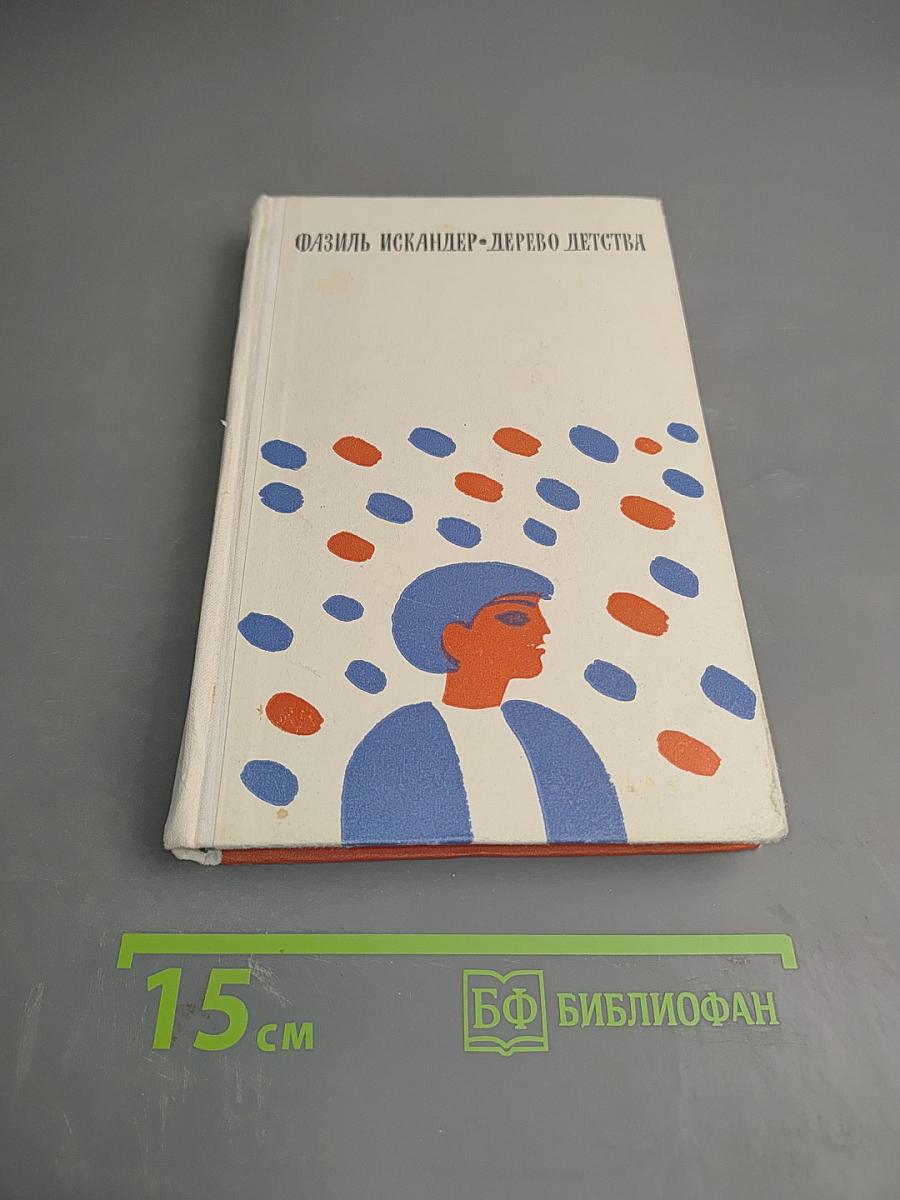 ФАЗИЛЬ ИСКАНДЕР•ДЕРЕВО ДЕТСТВА
15 см
БФ БИБЛИОФАН